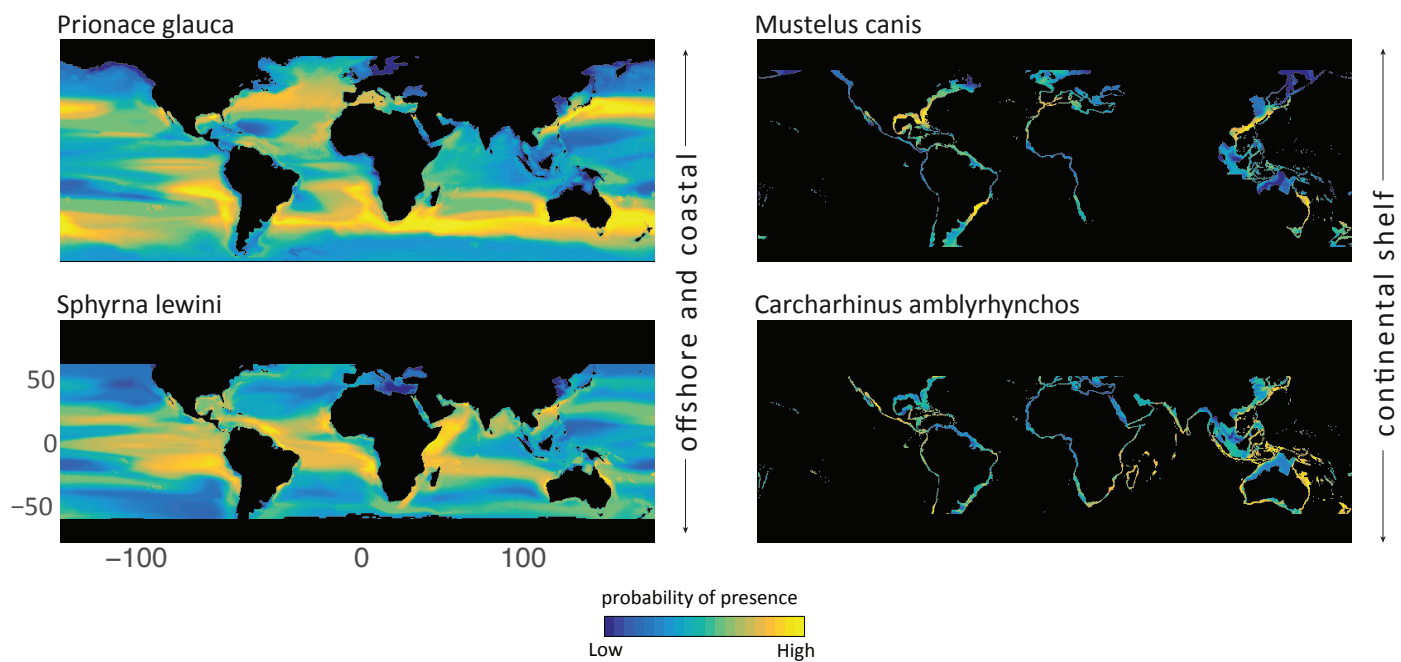 Prionace glauca
Mustelus canis
offshore and coastal
continental shelf
Sphyrna lewini
Carcharhinus amblyrhynchos
50
0
−50
−100
0
100
probability of presence
Low
High